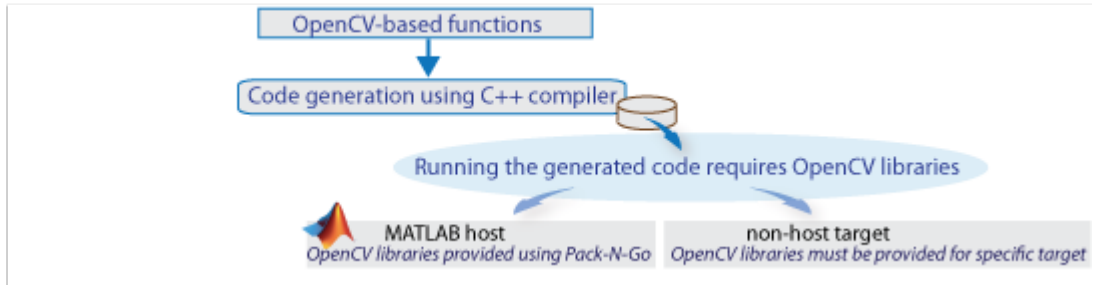 OpenCV-based functions
Code generation using C++ compiler
Running the generated code requires OpenCV libraries
MATLAB host
OpenCV libraries provided using Pack-N-Go
non-host target
OpenCV libraries must be provided for specific target